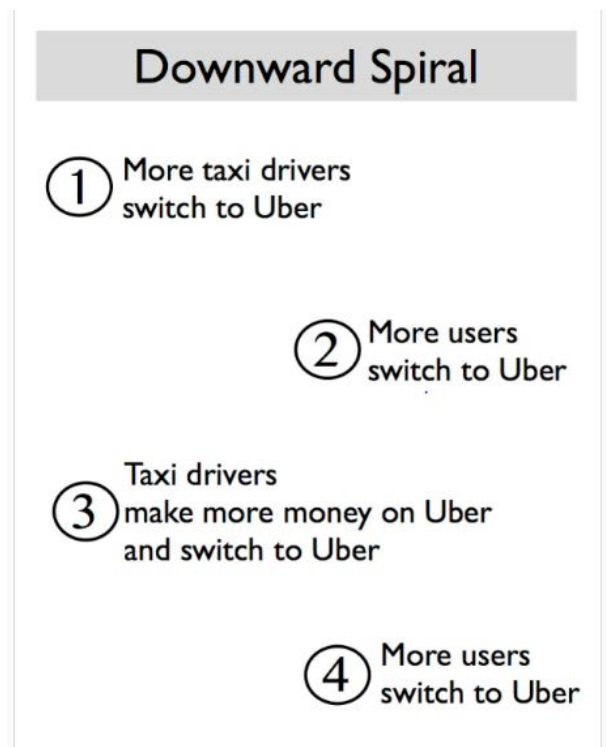 Downward Spiral
1 More taxi drivers
switch to Uber
2 More users
switch to Uber
Taxi drivers
3 make more money on Uber
and switch to Uber
4 More users
switch to Uber